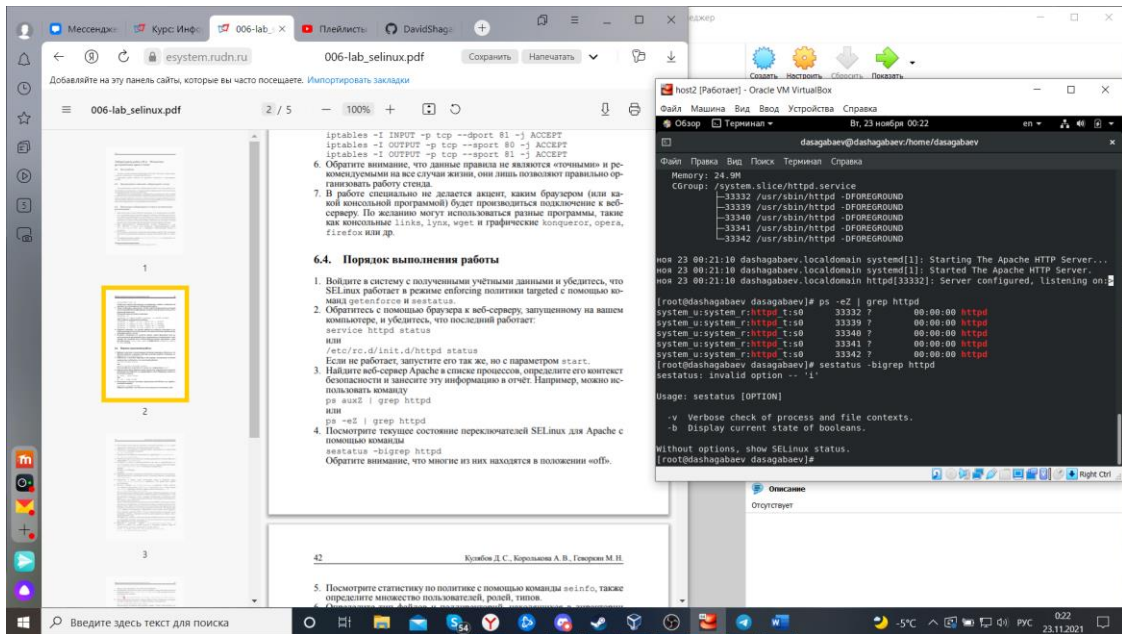 Мессендже
Курс: Инфо
006-lab_
Плейлисты
DavidShaga
esystem.rudn.ru
006-lab_selinux.pdf
Сохранить
Напечатать
Добавляйте на эту панель сайты, которые вы часто посещаете. Импортировать закладки
006-lab_selinux.pdf
2 / 5
100%
1
2
3
iptables -I INPUT -p tcp --dport 81 -j ACCEPT
iptables -I OUTPUT -p tcp --sport 80 -j ACCEPT
iptables -I OUTPUT -p tcp --sport 81 -j ACCEPT
6. Обратите внимание, что данные правила не являются «точными» и ре-
комендуемыми на все случаи жизни, они лишь позволяют правильно ор-
ганизовать работу стенда.
7. В работе специально не делается акцент, каким браузером (или ка-
кой консольной программой) будет производиться подключение к веб-
серверу. По желанию могут использоваться разные программы, такие
как консольные links, lynx, wget и графические konqueror, opera,
firefox или др.
6.4. Порядок выполнения работы
1. Войдите в систему с полученными учётными данными и убедитесь, что
SELinux работает в режиме enforcing политики targeted с помощью ко-
манд getenforce и sestatus.
2. Обратитесь с помощью браузера к веб-серверу, запущенному на вашем
компьютере, и убедитесь, что последний работает:
service httpd status
или
/etc/rc.d/init.d/httpd status
Если не работает, запустите его так же, но с параметром start.
3. Найдите веб-сервер Apache в списке процессов, определите его контекст
безопасности и занесите эту информацию в отчёт. Например, можно ис-
пользовать команду
ps auxZ | grep httpd
или
ps -eZ | grep httpd
4. Посмотрите текущее состояние переключателей SELinux для Apache с
помощью команды
sestatus -bigrep httpd
Обратите внимание, что многие из них находятся в положении «off».
42
Кулябов Д. С., Королькова А. В., Геворкян М. Н.
5. Посмотрите статистику по политике с помощью команды seinfo, также
определите множество пользователей, ролей, типов.
еджер
Создать Настроить Сбросить Показать
host2 [Работает] - Oracle VM VirtualBox
Файл Машина Вид Ввод Устройства Справка
Обзор Терминал Вт, 23 ноября 00:22 en
dasagabaev@dashagabaev:/home/dasagabaev
Файл Правка Вид Поиск Терминал Справка
Memory: 24.9M
CGroup: /system.slice/httpd.service
├─33332 /usr/sbin/httpd -DFOREGROUND
├─33339 /usr/sbin/httpd -DFOREGROUND
├─33340 /usr/sbin/httpd -DFOREGROUND
├─33341 /usr/sbin/httpd -DFOREGROUND
└─33342 /usr/sbin/httpd -DFOREGROUND
ноя 23 00:21:10 dashagabaev.localdomain systemd[1]: Starting The Apache HTTP Server...
ноя 23 00:21:10 dashagabaev.localdomain systemd[1]: Started The Apache HTTP Server.
ноя 23 00:21:10 dashagabaev.localdomain httpd[33332]: Server configured, listening on:>
[root@dashagabaev dasagabaev]# ps -eZ | grep httpd
system_u:system_r:httpd_t:s0 33332 ? 00:00:00 httpd
system_u:system_r:httpd_t:s0 33339 ? 00:00:00 httpd
system_u:system_r:httpd_t:s0 33340 ? 00:00:00 httpd
system_u:system_r:httpd_t:s0 33341 ? 00:00:00 httpd
system_u:system_r:httpd_t:s0 33342 ? 00:00:00 httpd
[root@dashagabaev dasagabaev]# sestatus -bigrep httpd
sestatus: invalid option -- 'i'
Usage: sestatus [OPTION]
-v Verbose check of process and file contexts.
-b Display current state of booleans.
Without options, show SELinux status.
[root@dashagabaev dasagabaev]#
Right Ctrl
Описание
Отсутствует
Введите здесь текст для поиска
54
-5°C
РУС
0:22
23.11.2021